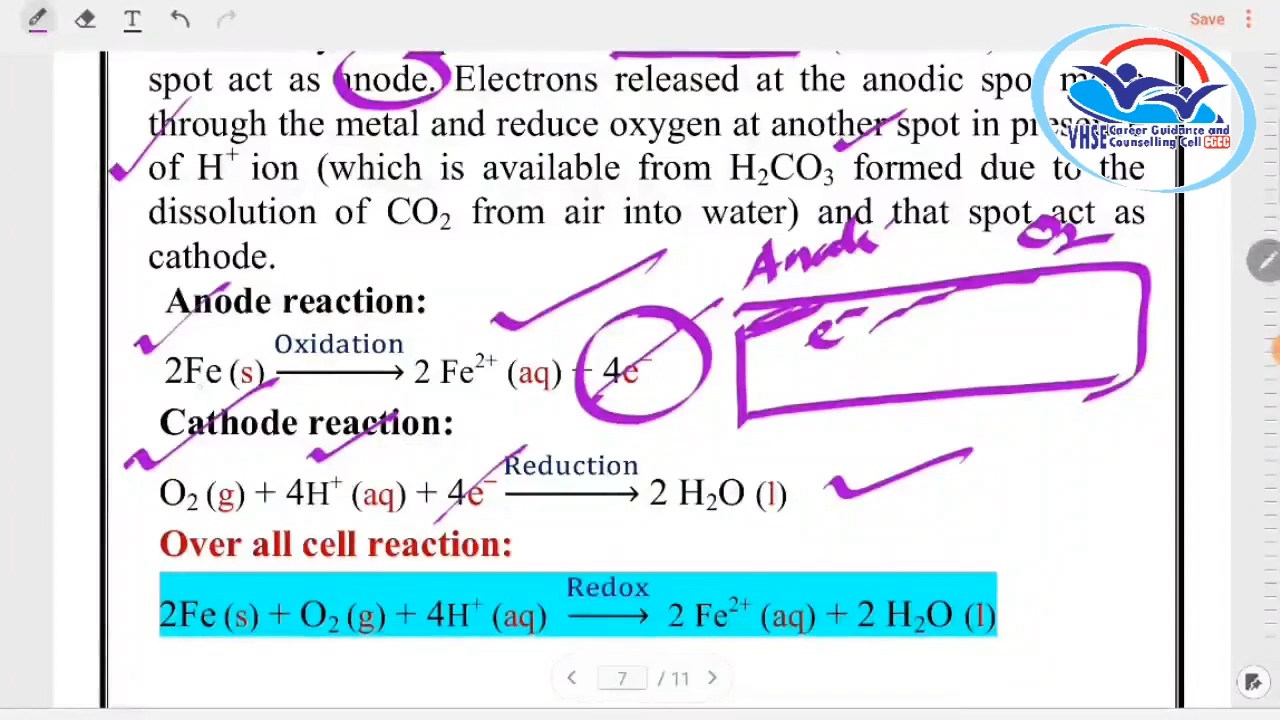 Save
spot act as anode. Electrons released at the anodic spot
through the metal and reduce oxygen at another spot in
of H⁺ ion (which is available from H₂CO₃ formed due to the
dissolution of CO₂ from air into water) and that spot act as
cathode.
VHSE Career Guidance and
Counselling Cell CGCC
Anode
O₂
e⁻
Anode reaction:
2Fe (s) Oxidation ⟶ 2 Fe²⁺ (aq) + 4e⁻
Cathode reaction:
O₂ (g) + 4H⁺ (aq) + 4e⁻ Reduction ⟶ 2 H₂O (l)
Over all cell reaction:
2Fe (s) + O₂ (g) + 4H⁺ (aq) Redox ⟶ 2 Fe²⁺ (aq) + 2 H₂O (l)
7 / 11